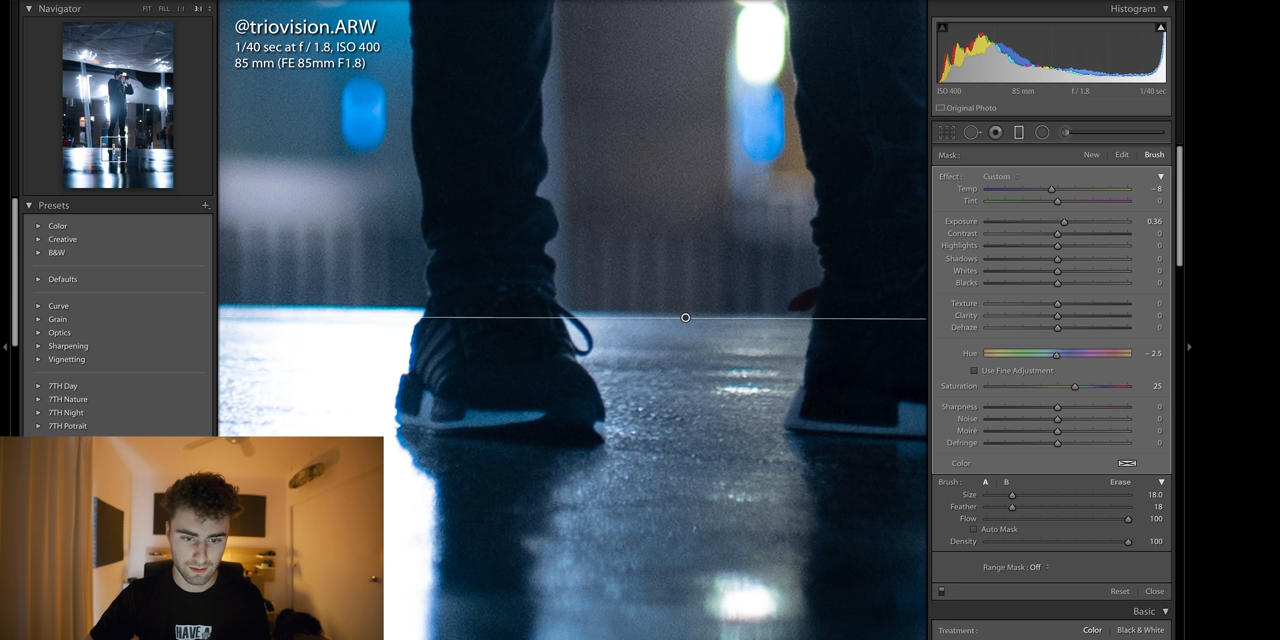 Navigator
FIT FILL 1:1 3:1
Presets
Color
Creative
B&W
Defaults
Curve
Grain
Optics
Sharpening
Vignetting
7TH Day
7TH Nature
7TH Night
7TH Potrait
@triovision.ARW
1/40 sec at f / 1.8, ISO 400
85 mm (FE 85mm F1.8)
HAVE A
Histogram
ISO 400 85 mm f / 1.8 1/40 sec
Original Photo
Mask : New Edit Brush
Effect : Custom
Temp – 8
Tint 0
Exposure 0.36
Contrast 0
Highlights 0
Shadows 0
Whites 0
Blacks 0
Texture 0
Clarity 0
Dehaze 0
Hue – 2.5
Use Fine Adjustment
Saturation 25
Sharpness 0
Noise 0
Moiré 0
Defringe 0
Color
Brush : A B Erase
Size 18.0
Feather 18
Flow 100
Auto Mask
Density 100
Range Mask : Off
Reset Close
Basic
Treatment : Color Black & White